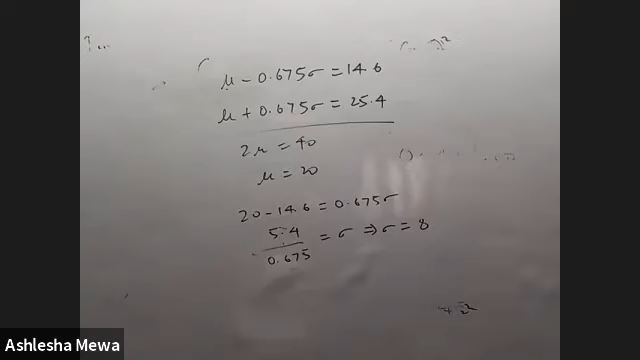 μ - 0.675σ = 14.6
μ + 0.675σ = 25.4
2μ = 40
μ = 20
20 - 14.6 = 0.675σ
5.4 / 0.675 = σ ⇒ σ = 8
Ashlesha Mewa